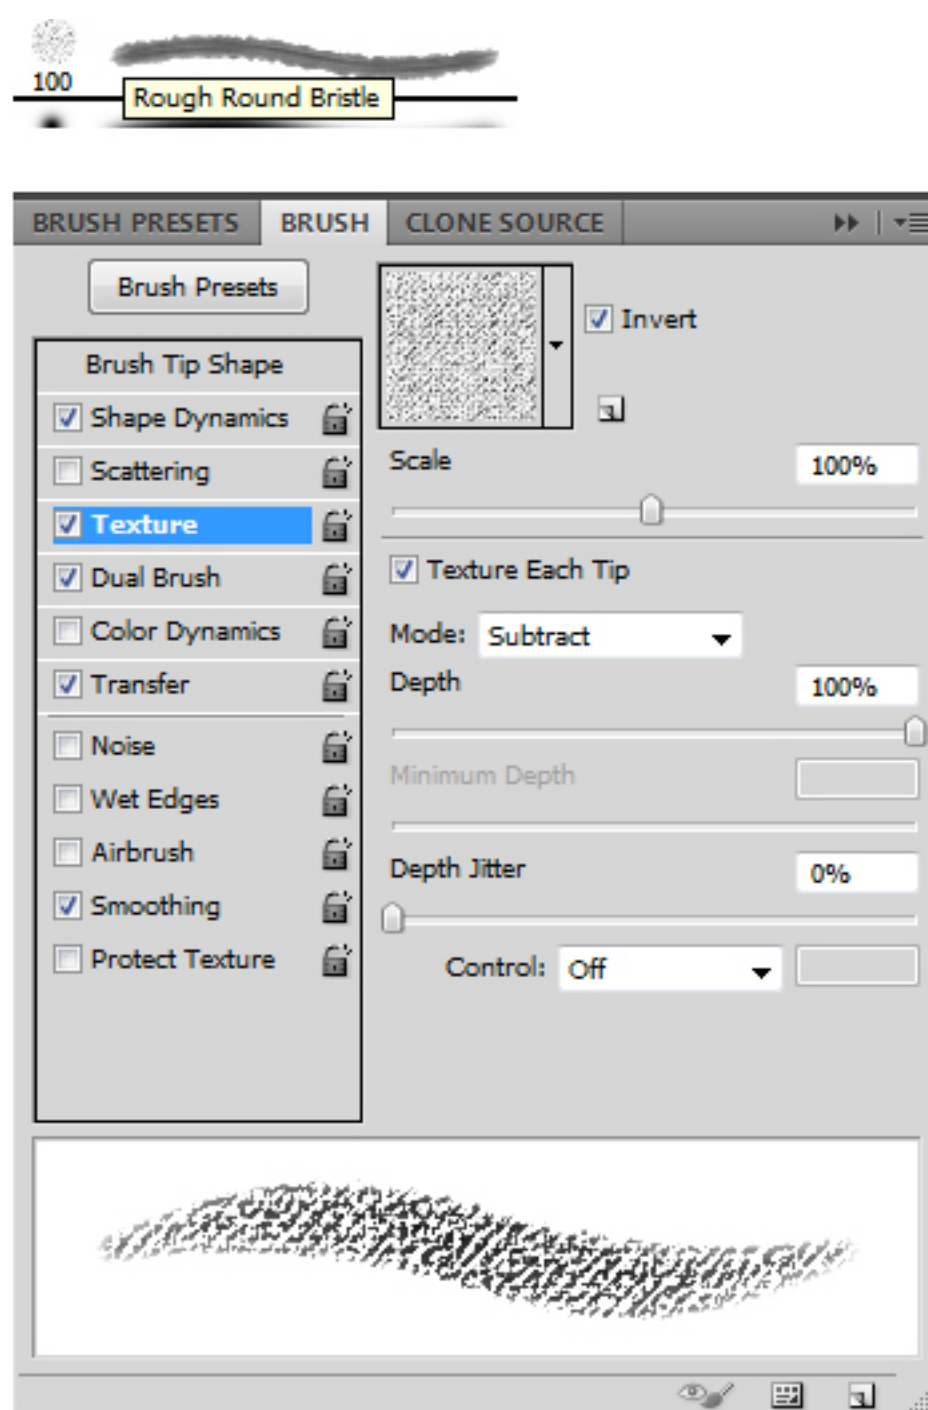 100
Rough Round Bristle
BRUSH PRESETS BRUSH CLONE SOURCE
Brush Presets
Invert
Brush Tip Shape
Shape Dynamics
Scattering
Texture
Dual Brush
Color Dynamics
Transfer
Noise
Wet Edges
Airbrush
Smoothing
Protect Texture
Scale 100%
Texture Each Tip
Mode: Subtract
Depth 100%
Minimum Depth
Depth Jitter 0%
Control: Off